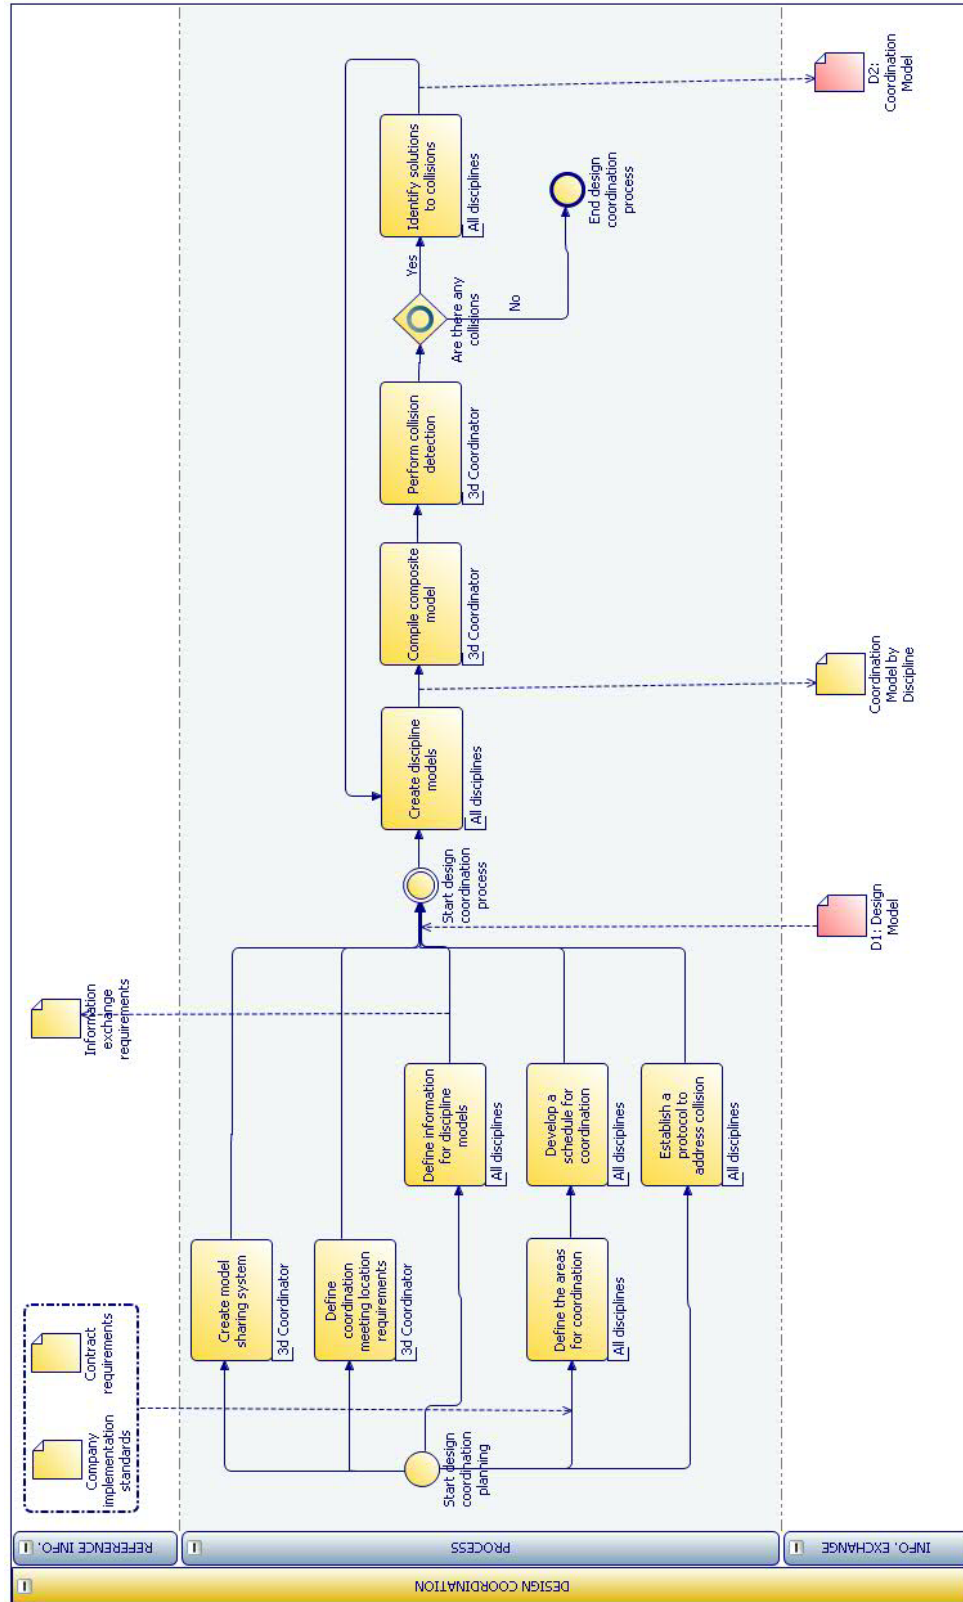 DESIGN COORDINATION
REFERENCE INFO.
PROCESS
INFO. EXCHANGE
Company
implementation
standards
Contract
requirements
Information
exchange
requirements
Start design
coordination
planning
Create model
sharing system
3d Coordinator
Define
coordination
meeting location
requirements
3d Coordinator
Define information
for discipline
models
All disciplines
Define the areas
for coordination
All disciplines
Develop a
schedule for
coordination
All disciplines
Establish a
protocol to
address collision
All disciplines
Start design
coordination
process
Create discipline
models
All disciplines
Compile composite
model
3d Coordinator
Perform collision
detection
3d Coordinator
Are there any
collisions
Yes
No
Identify solutions
to collisions
All disciplines
End design
coordination
process
D1: Design
Model
Coordination
Model by
Discipline
D2:
Coordination
Model